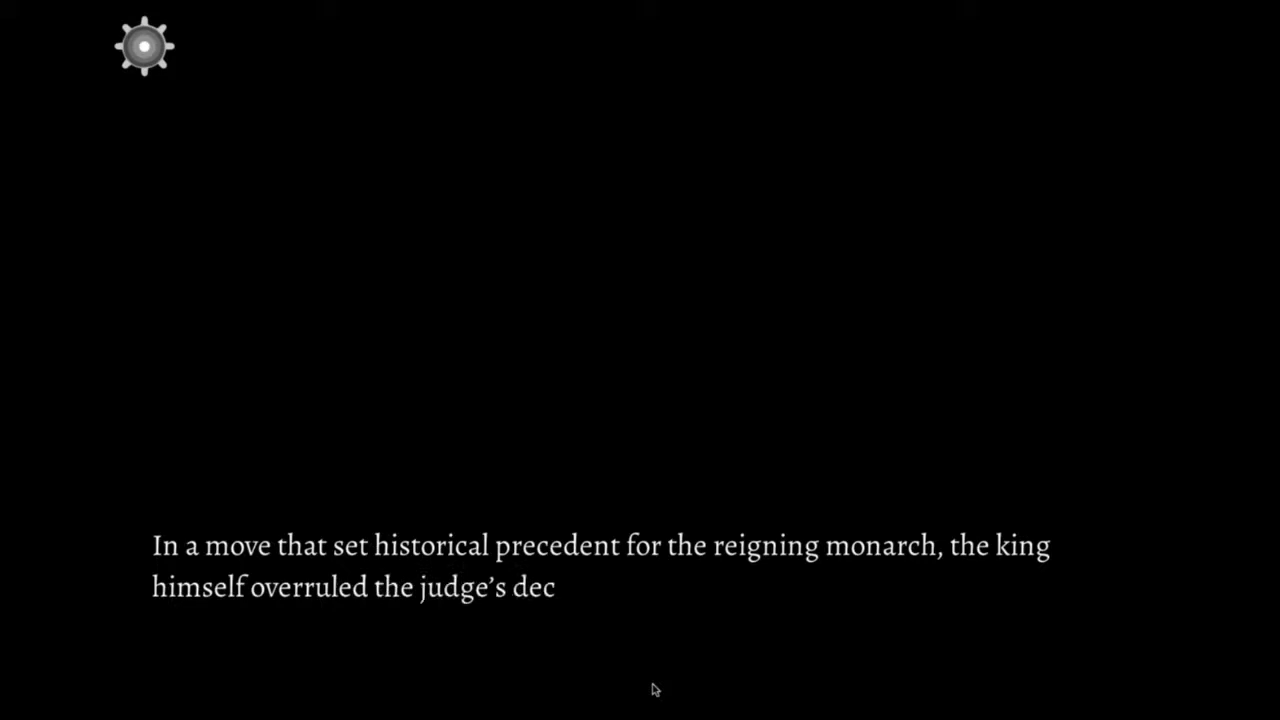 In a move that set historical precedent for the reigning monarch, the king
himself overruled the judge’s dec